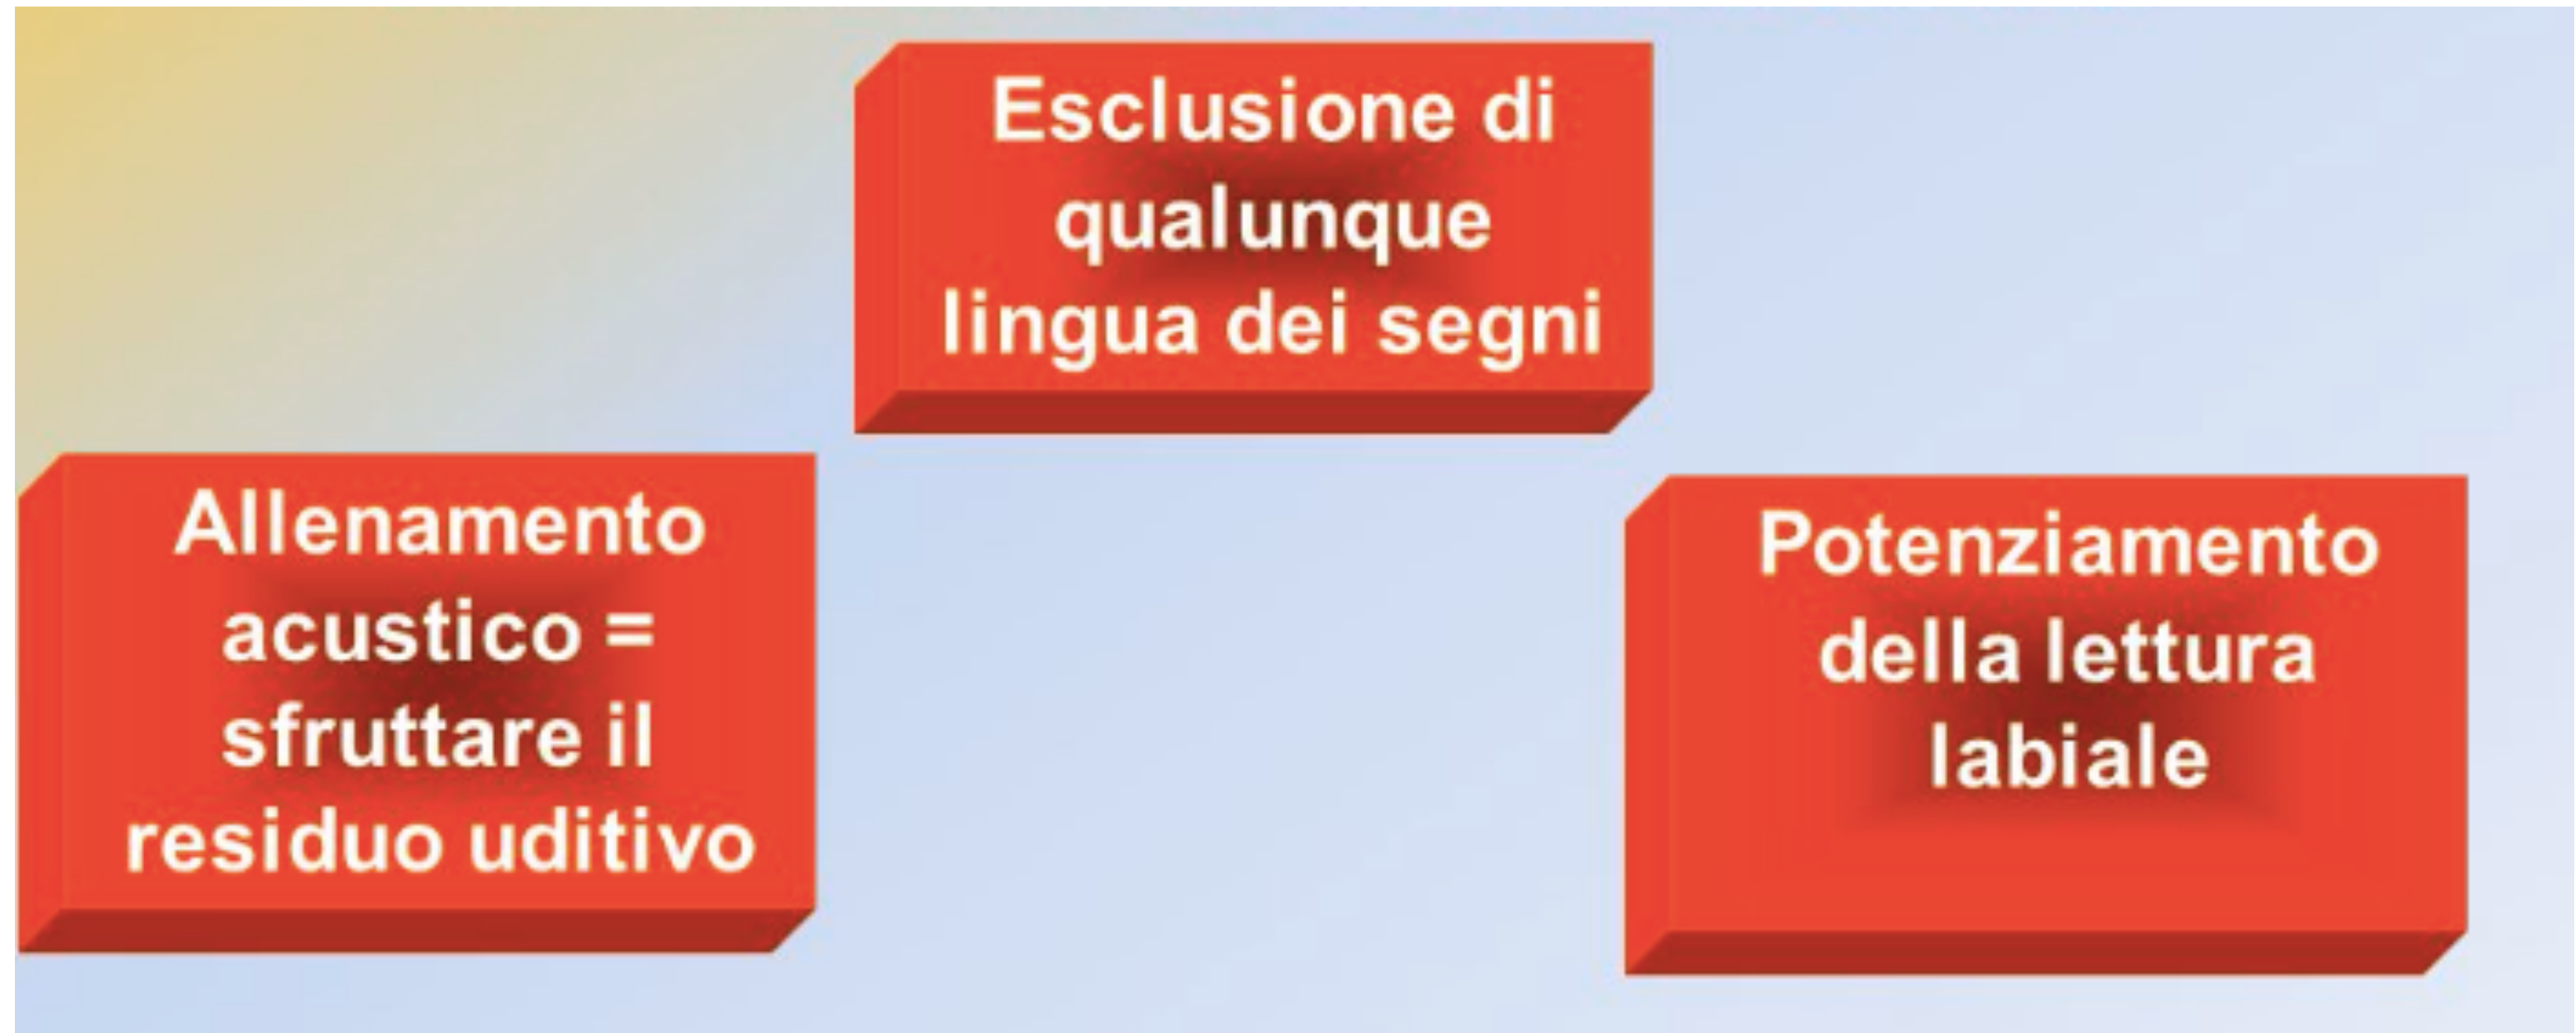 Esclusione di
qualunque
lingua dei segni
Allenamento
acustico =
sfruttare il
residuo uditivo
Potenziamento
della lettura
labiale